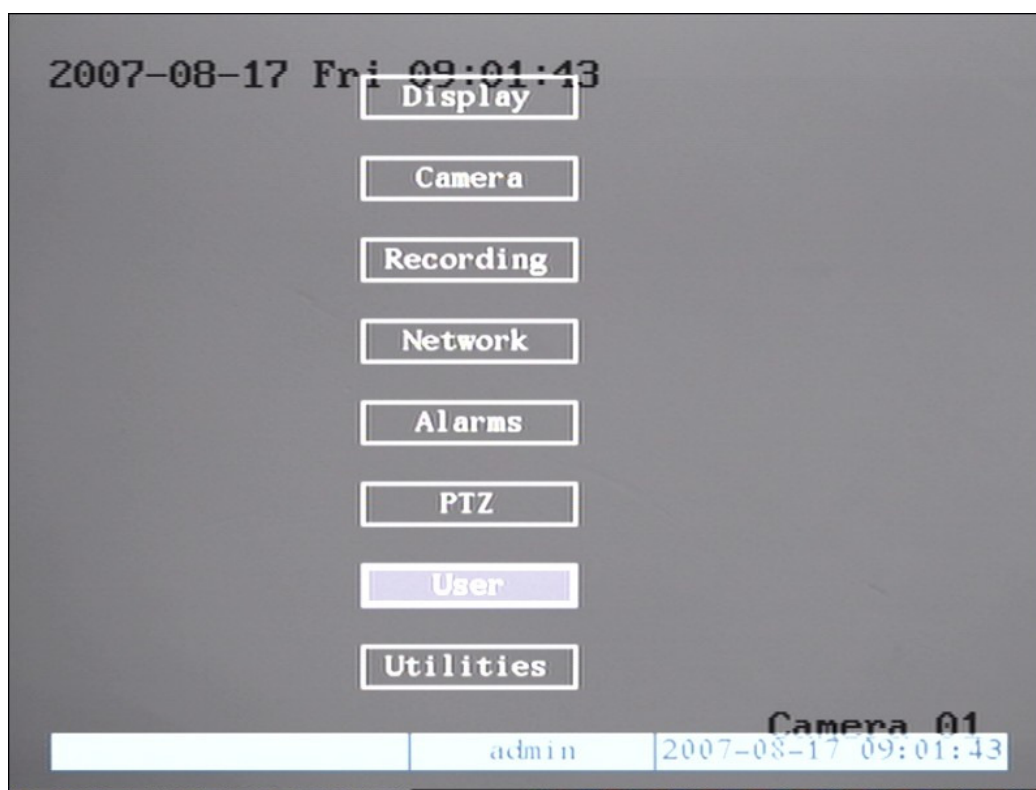 2007-08-17 Fri 09:01:43
Display
Camera
Recording
Network
Alarms
PTZ
User
Utilities
Camera 01
admin 2007-08-17 09:01:43